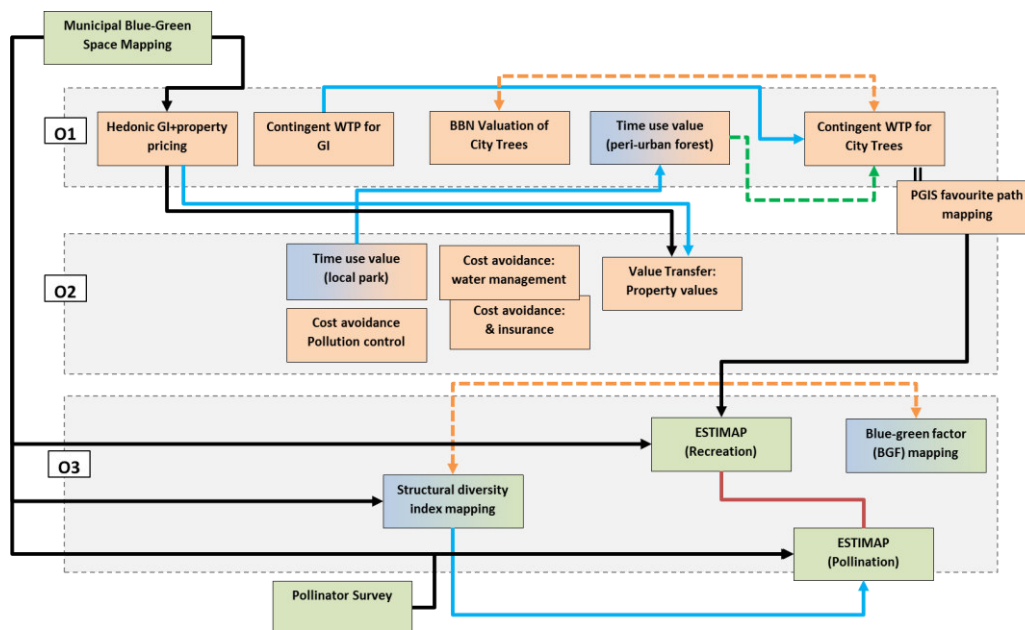 Municipal Blue-Green
Space Mapping
O1
Hedonic GI+property
pricing
Contingent WTP for
GI
BBN Valuation of
City Trees
Time use value
(peri-urban forest)
Contingent WTP for
City Trees
PGIS favourite path
mapping
O2
Time use value
(local park)
Cost avoidance:
water management
Value Transfer:
Property values
Cost avoidance
Pollution control
Cost avoidance:
& insurance
O3
ESTIMAP
(Recreation)
Blue-green factor
(BGF) mapping
Structural diversity
index mapping
ESTIMAP
(Pollination)
Pollinator Survey